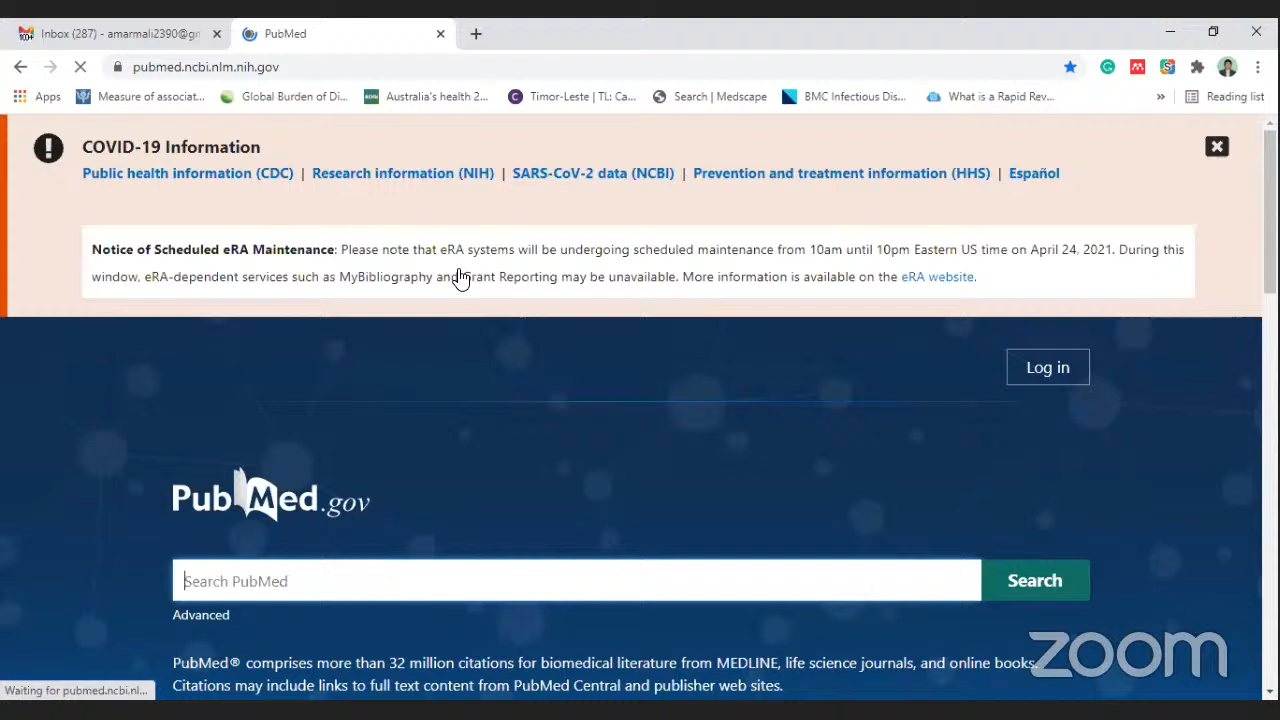 Inbox (287) - amarmali2390@g
PubMed
pubmed.ncbi.nlm.nih.gov
Apps
Measure of associat...
Global Burden of Di...
Australia's health 2...
Timor-Leste | TL: Ca...
Search | Medscape
BMC Infectious Dis...
What is a Rapid Rev...
»
Reading list
COVID-19 Information
Public health information (CDC) | Research information (NIH) | SARS-CoV-2 data (NCBI) | Prevention and treatment information (HHS) | Español
Notice of Scheduled eRA Maintenance: Please note that eRA systems will be undergoing scheduled maintenance from 10am until 10pm Eastern US time on April 24, 2021. During this
window, eRA-dependent services such as MyBibliography and Grant Reporting may be unavailable. More information is available on the eRA website.
Log in
PubMed.gov
Search PubMed
Search
Advanced
PubMed® comprises more than 32 million citations for biomedical literature from MEDLINE, life science journals, and online books.
Citations may include links to full text content from PubMed Central and publisher web sites.
Waiting for pubmed.ncbi.nl...
zoom